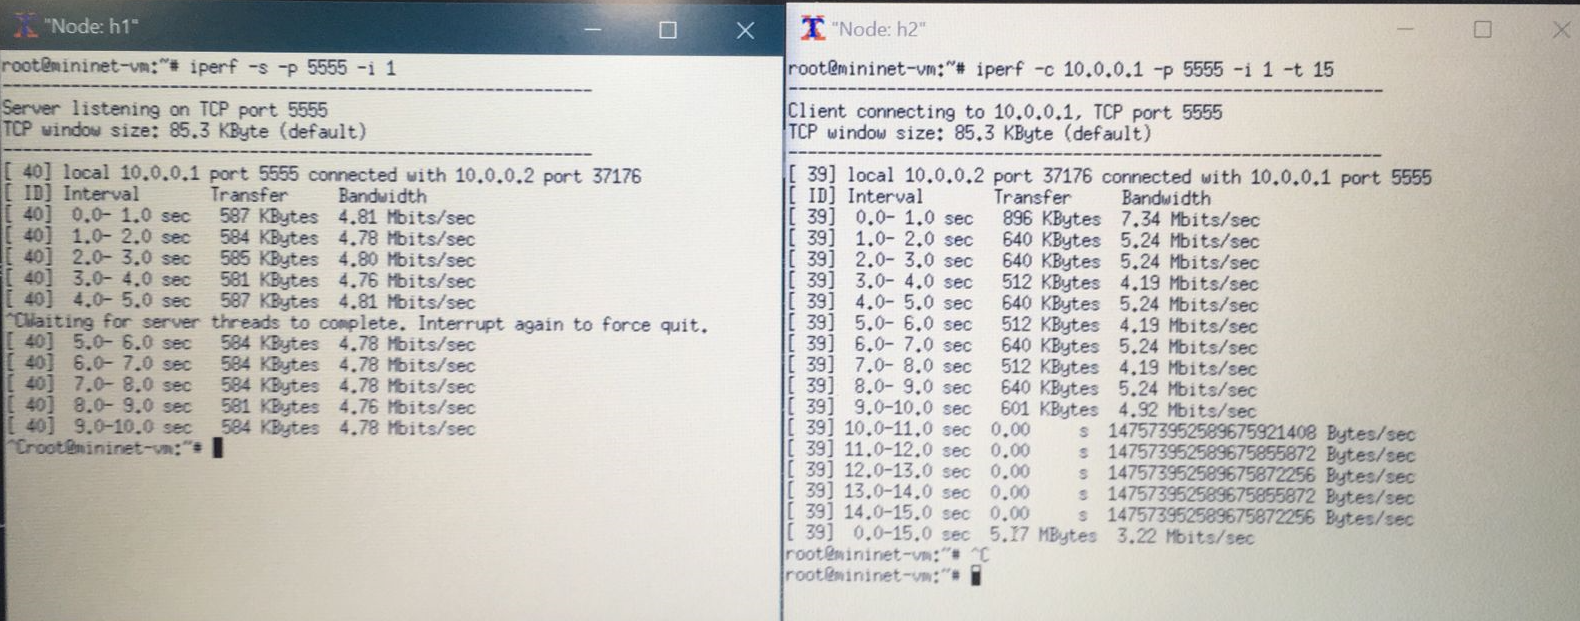 "Node: h1"
root@mininet-vm:~# iperf -s -p 5555 -i 1
------------------------------------------------------------
Server listening on TCP port 5555
TCP window size: 85.3 KByte (default)
------------------------------------------------------------
[ 40] local 10.0.0.1 port 5555 connected with 10.0.0.2 port 37176
[ ID] Interval       Transfer     Bandwidth
[ 40]  0.0- 1.0 sec   587 KBytes  4.81 Mbits/sec
[ 40]  1.0- 2.0 sec   584 KBytes  4.78 Mbits/sec
[ 40]  2.0- 3.0 sec   585 KBytes  4.80 Mbits/sec
[ 40]  3.0- 4.0 sec   581 KBytes  4.76 Mbits/sec
[ 40]  4.0- 5.0 sec   587 KBytes  4.81 Mbits/sec
^CWaiting for server threads to complete. Interrupt again to force quit.
[ 40]  5.0- 6.0 sec   584 KBytes  4.78 Mbits/sec
[ 40]  6.0- 7.0 sec   584 KBytes  4.78 Mbits/sec
[ 40]  7.0- 8.0 sec   584 KBytes  4.78 Mbits/sec
[ 40]  8.0- 9.0 sec   581 KBytes  4.76 Mbits/sec
[ 40]  9.0-10.0 sec   584 KBytes  4.78 Mbits/sec
^Croot@mininet-vm:~#
"Node: h2"
root@mininet-vm:~# iperf -c 10.0.0.1 -p 5555 -i 1 -t 15
------------------------------------------------------------
Client connecting to 10.0.0.1, TCP port 5555
TCP window size: 85.3 KByte (default)
------------------------------------------------------------
[ 39] local 10.0.0.2 port 37176 connected with 10.0.0.1 port 5555
[ ID] Interval       Transfer     Bandwidth
[ 39]  0.0- 1.0 sec   896 KBytes  7.34 Mbits/sec
[ 39]  1.0- 2.0 sec   640 KBytes  5.24 Mbits/sec
[ 39]  2.0- 3.0 sec   640 KBytes  5.24 Mbits/sec
[ 39]  3.0- 4.0 sec   512 KBytes  4.19 Mbits/sec
[ 39]  4.0- 5.0 sec   640 KBytes  5.24 Mbits/sec
[ 39]  5.0- 6.0 sec   512 KBytes  4.19 Mbits/sec
[ 39]  6.0- 7.0 sec   640 KBytes  5.24 Mbits/sec
[ 39]  7.0- 8.0 sec   512 KBytes  4.19 Mbits/sec
[ 39]  8.0- 9.0 sec   640 KBytes  5.24 Mbits/sec
[ 39]  9.0-10.0 sec   601 KBytes  4.92 Mbits/sec
[ 39] 10.0-11.0 sec  0.00      s  147573952589675921408 Bytes/sec
[ 39] 11.0-12.0 sec  0.00      s  147573952589675855872 Bytes/sec
[ 39] 12.0-13.0 sec  0.00      s  147573952589675872256 Bytes/sec
[ 39] 13.0-14.0 sec  0.00      s  147573952589675855872 Bytes/sec
[ 39] 14.0-15.0 sec  0.00      s  147573952589675872256 Bytes/sec
[ 39]  0.0-15.0 sec  5.77 MBytes  3.22 Mbits/sec
root@mininet-vm:~# ^C
root@mininet-vm:~#